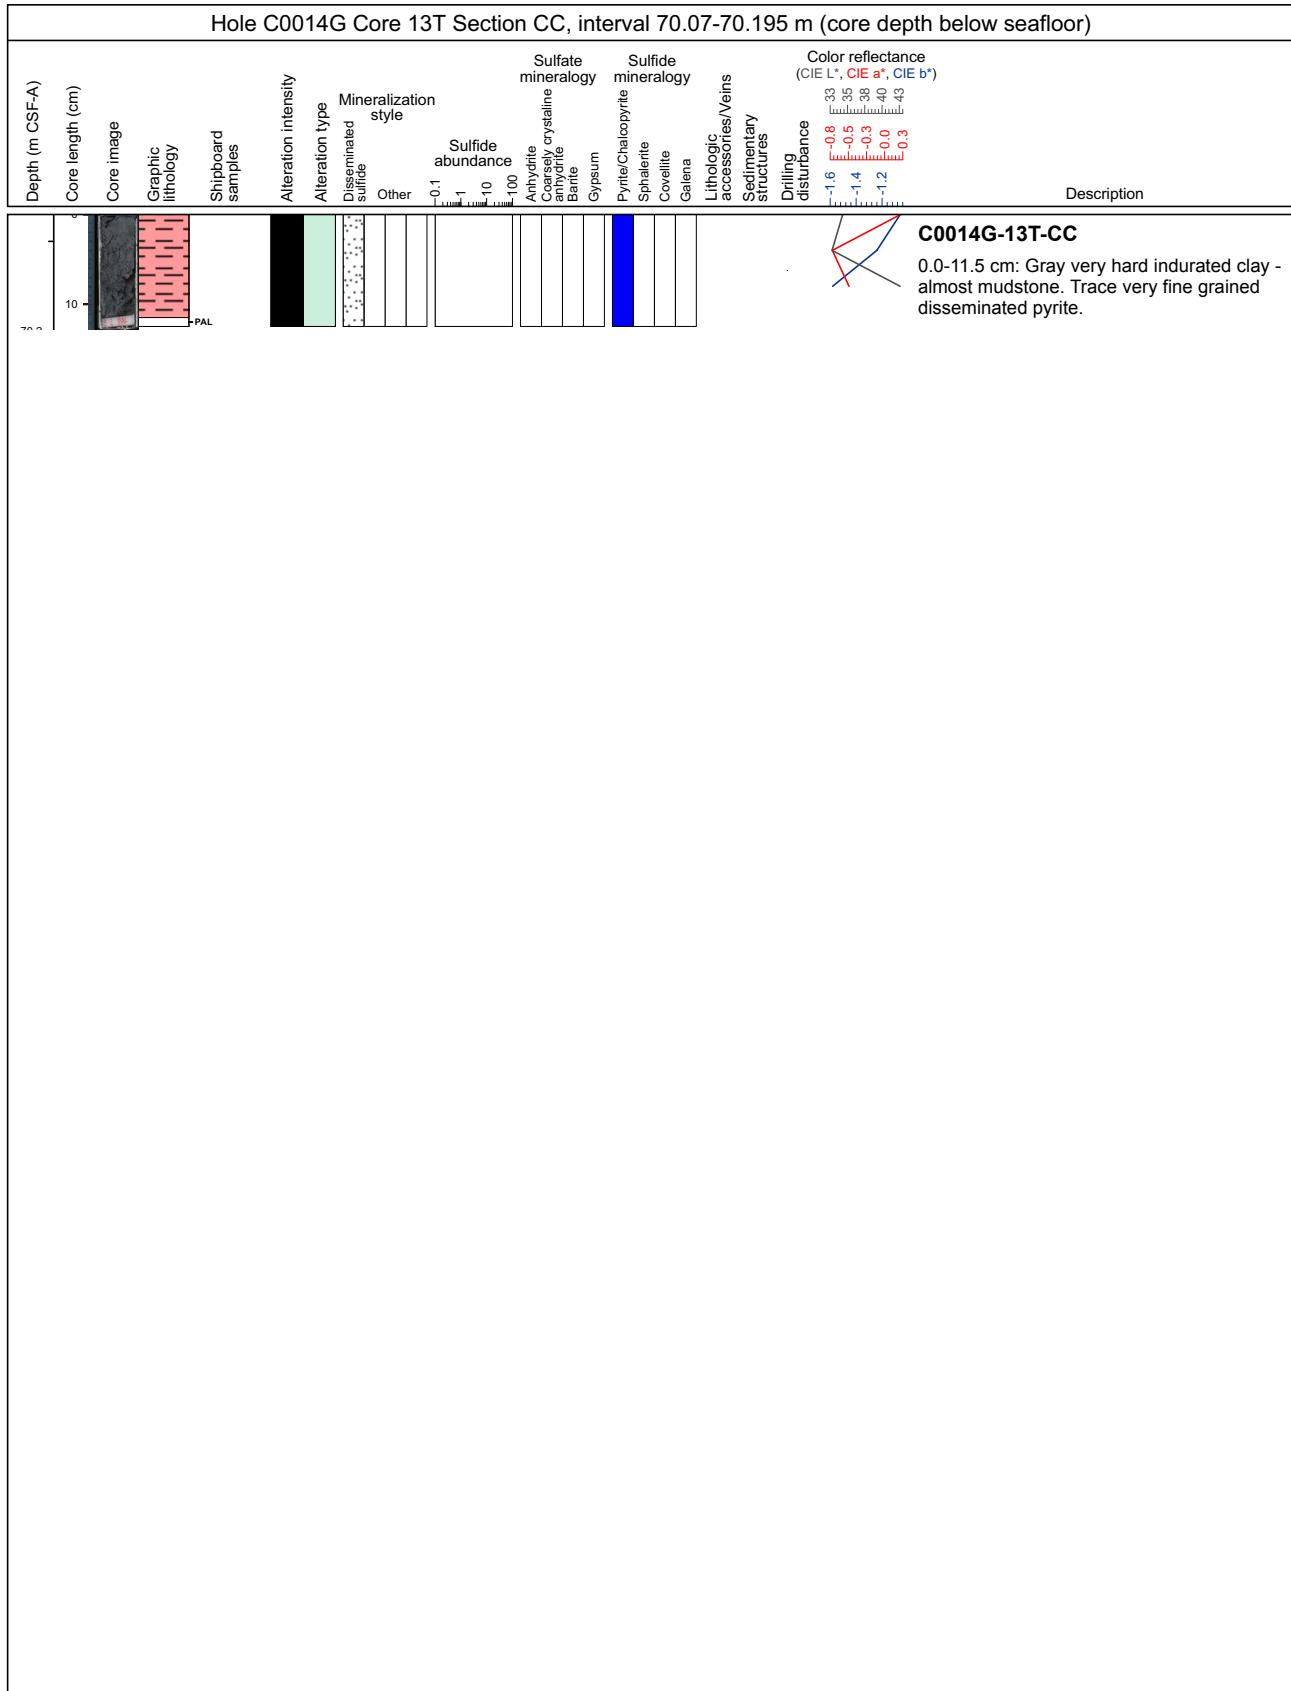 Hole C0014G Core 13T Section CC, interval 70.07-70.195 m (core depth below seafloor)
Depth (m CSF-A)
Core length (cm)
Core image
Graphic
lithology
Shipboard
samples
Alteration intensity
Alteration type
Mineralization
style
Disseminated
sulfide
Other
Sulfide
abundance
0.1
1
10
100
Sulfate
mineralogy
Anhydrite
Coarsely crystaline
anhydrite
Barite
Gypsum
Sulfide
mineralogy
Pyrite/Chalcopyrite
Sphalerite
Covellite
Galena
Lithologic
accessories/Veins
Sedimentary
structures
Drilling
disturbance
Color reflectance
(CIE L*, CIE a*, CIE b*)
33
35
38
40
43
-0.8
-0.5
-0.3
0.0
0.3
-1.6
-1.4
-1.2
Description
10
PAL
C0014G-13T-CC
0.0-11.5 cm: Gray very hard indurated clay -
almost mudstone. Trace very fine grained
disseminated pyrite.